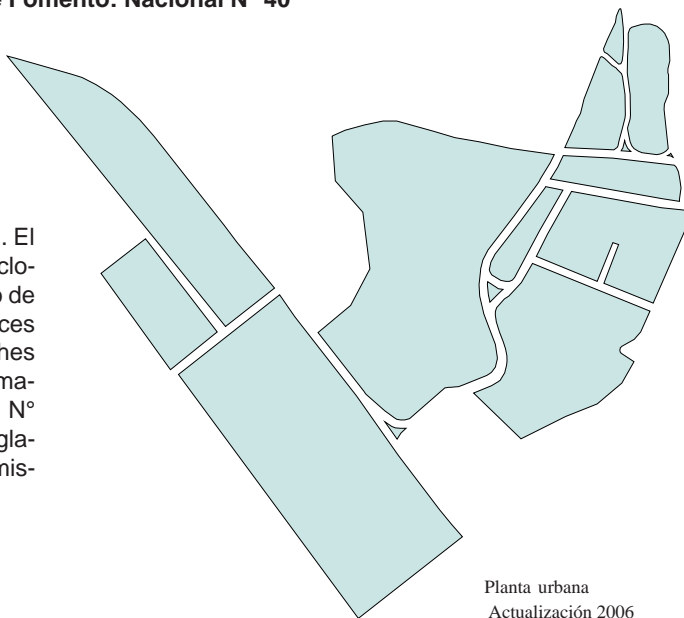 Fomento: Nacional N° 40
. El
clo-
o de
ces
hes
ma-
N°
gla-
mis-
Planta urbana
Actualización 2006